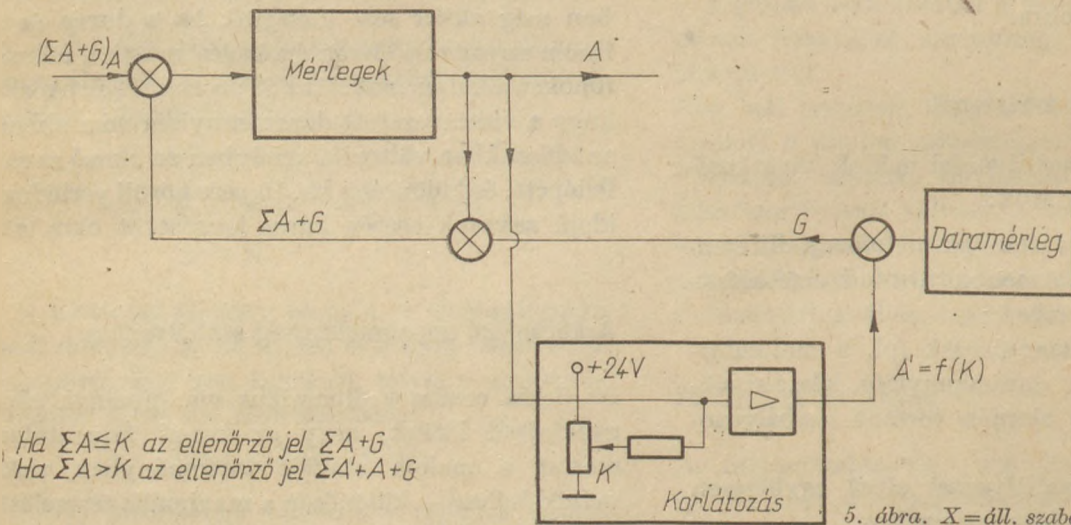 (ΣA+G)A
Mérlegek
A
ΣA+G
G
Daramérleg
+24V
K
A'=f(K)
Korlátozás
Ha ΣA≤K az ellenőrző jel ΣA+G
Ha ΣA>K az ellenőrző jel ΣA'+A+G
5. ábra. X=áll. szabá